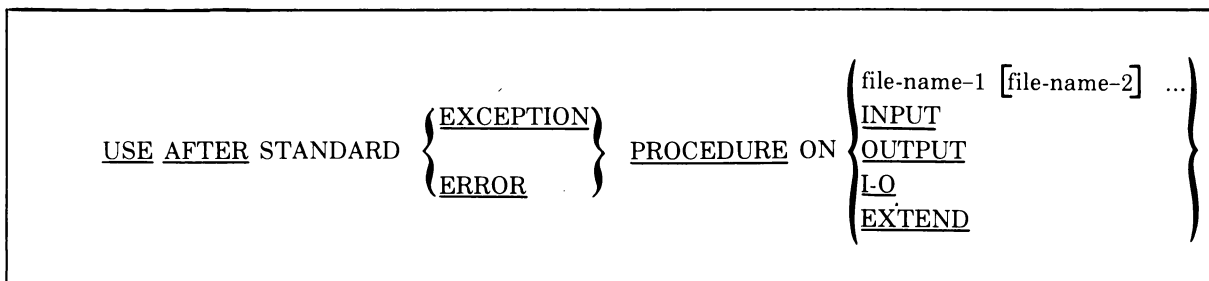 file-name-1 [file-name-2] ...
EXCEPTION INPUT
USE AFTER STANDARD PROCEDURE ON OUTPUT
ERROR I-O
EXTEND